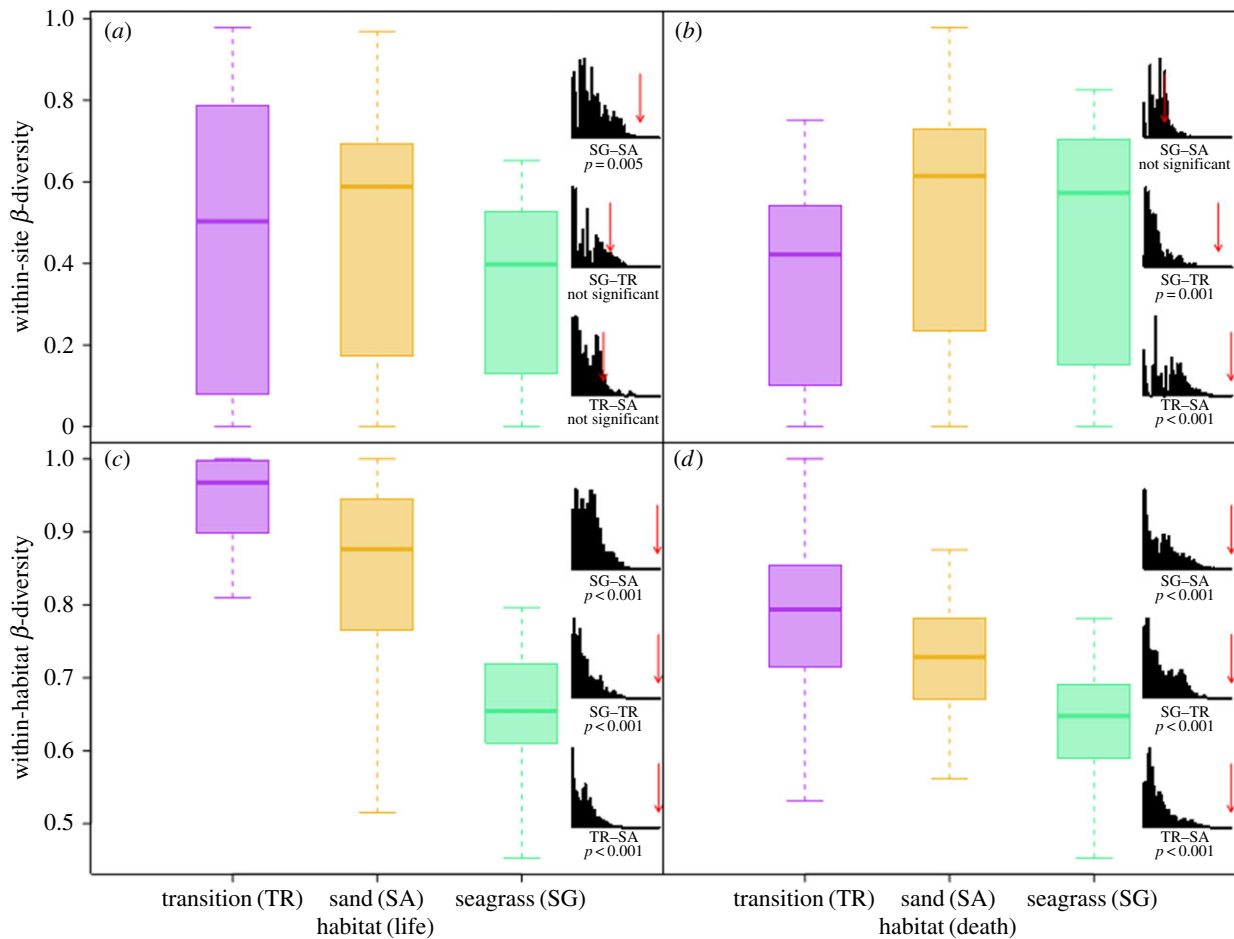 (a)
1.0
0.8
0.6
0.4
0.2
0
within-site β-diversity
SG–SA
p = 0.005
SG–TR
not significant
TR–SA
not significant
(b)
SG–SA
not significant
SG–TR
p = 0.001
TR–SA
p < 0.001
(c)
1.0
0.9
0.8
0.7
0.6
0.5
within-habitat β-diversity
SG–SA
p < 0.001
SG–TR
p < 0.001
TR–SA
p < 0.001
(d)
SG–SA
p < 0.001
SG–TR
p < 0.001
TR–SA
p < 0.001
transition (TR) sand (SA) seagrass (SG)
habitat (life)
transition (TR) sand (SA) seagrass (SG)
habitat (death)